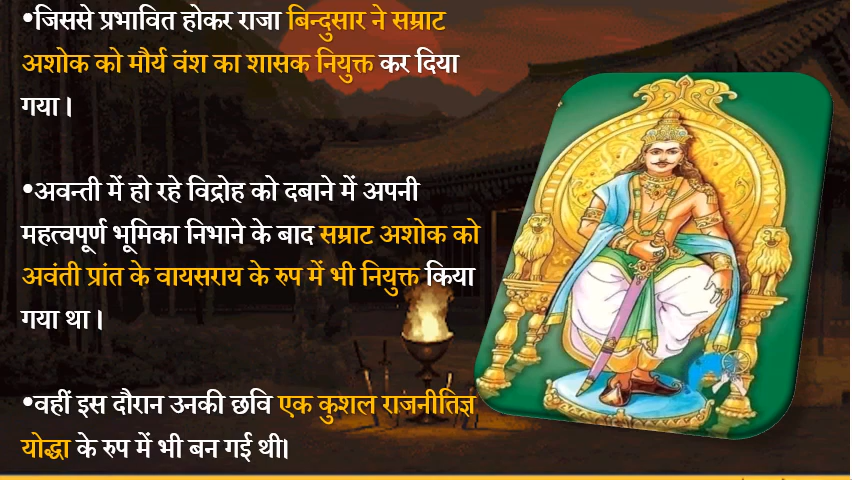 •जिससे प्रभावित होकर राजा बिन्दुसार ने सम्राट
अशोक को मौर्य वंश का शासक नियुक्त कर दिया
गया ।
•अवन्ती में हो रहे विद्रोह को दबाने में अपनी
महत्वपूर्ण भूमिका निभाने के बाद सम्राट अशोक को
अवंती प्रांत के वायसराय के रुप में भी नियुक्त किया
गया था ।
•वहीं इस दौरान उनकी छवि एक कुशल राजनीतिज्ञ
योद्धा के रुप में भी बन गई थी।